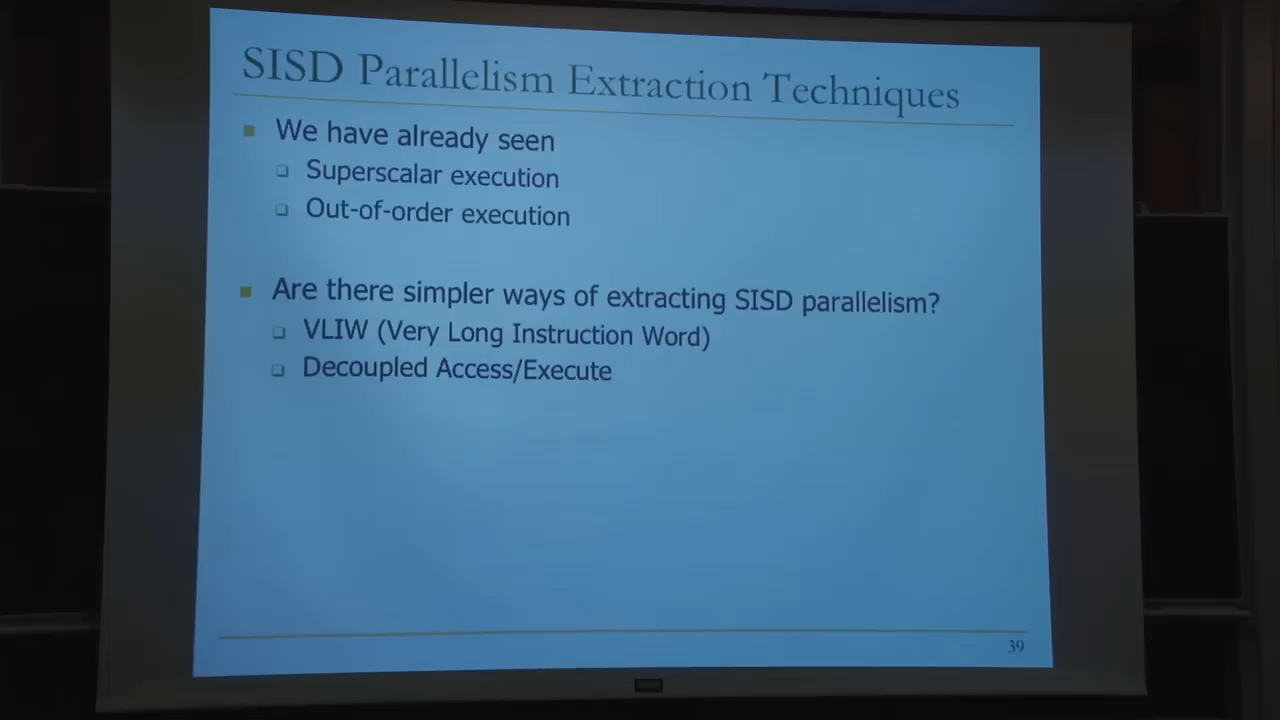 SISD Parallelism Extraction Techniques
We have already seen
Superscalar execution
Out-of-order execution
Are there simpler ways of extracting SISD parallelism?
VLIW (Very Long Instruction Word)
Decoupled Access/Execute
39